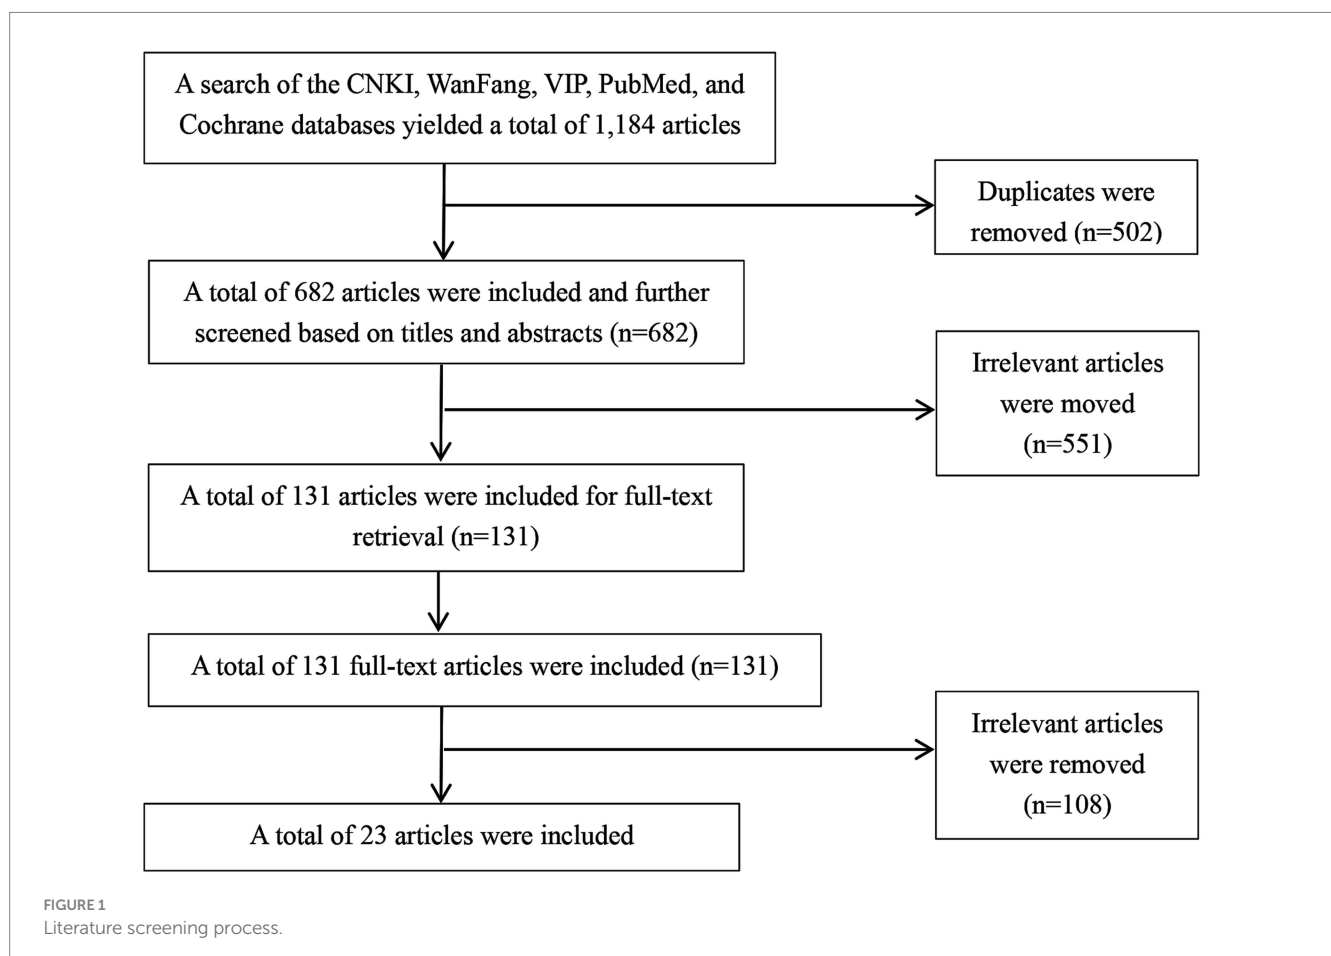 A search of the CNKI, WanFang, VIP, PubMed, and
Cochrane databases yielded a total of 1,184 articles
Duplicates were
removed (n=502)
A total of 682 articles were included and further
screened based on titles and abstracts (n=682)
Irrelevant articles
were moved
(n=551)
A total of 131 articles were included for full-text
retrieval (n=131)
A total of 131 full-text articles were included (n=131)
Irrelevant articles
were removed
(n=108)
A total of 23 articles were included
FIGURE 1
Literature screening process.